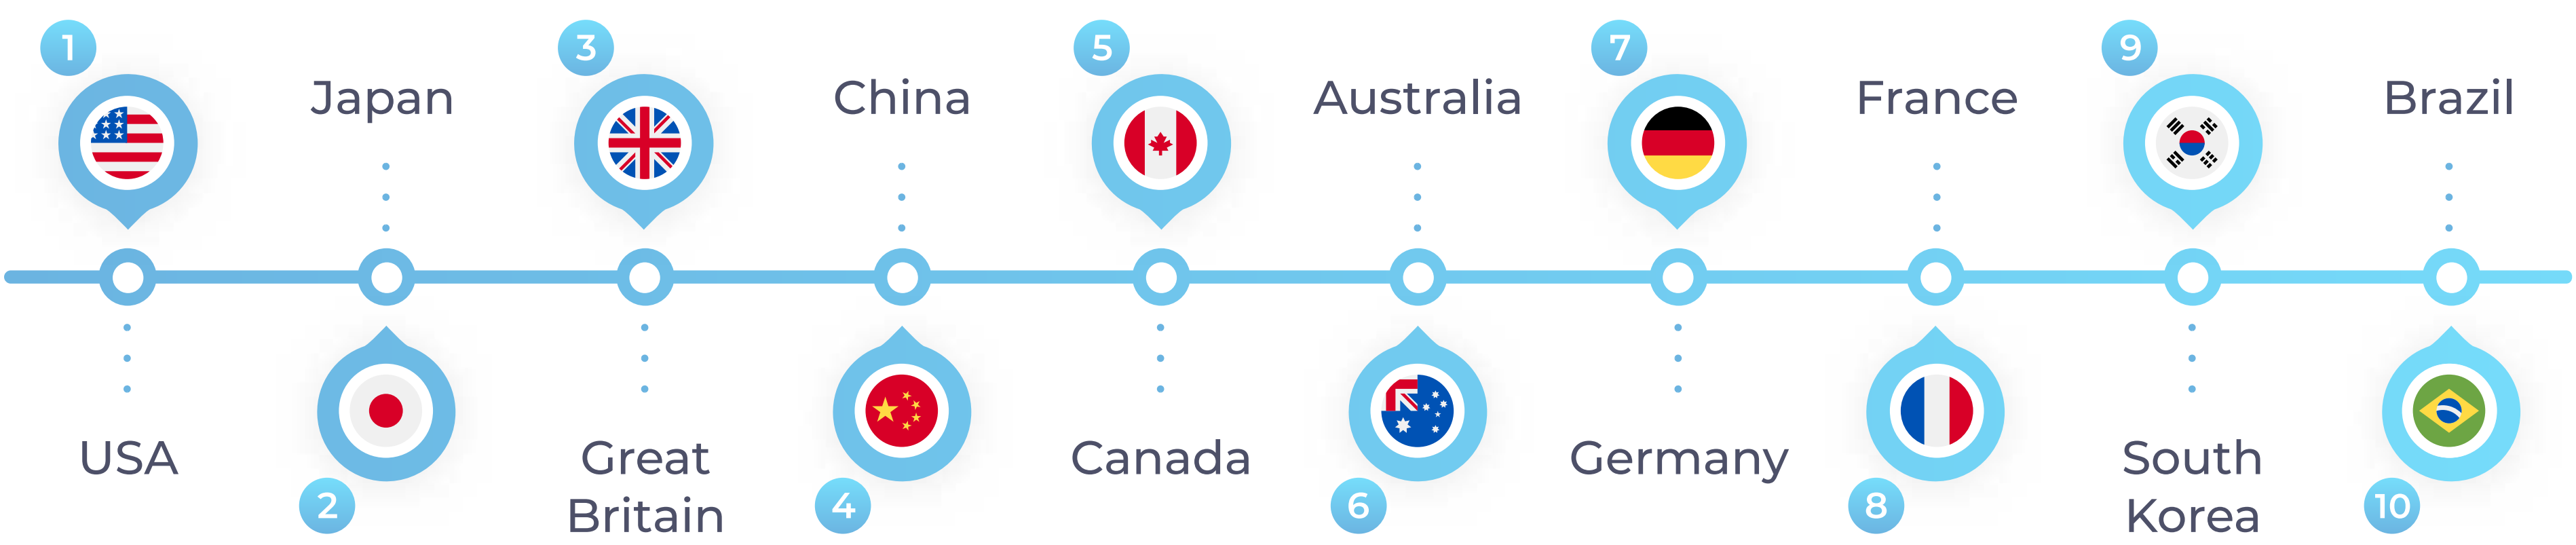 1
USA
2
Japan
3
Great
Britain
4
China
5
Canada
6
Australia
7
Germany
8
France
9
South
Korea
10
Brazil